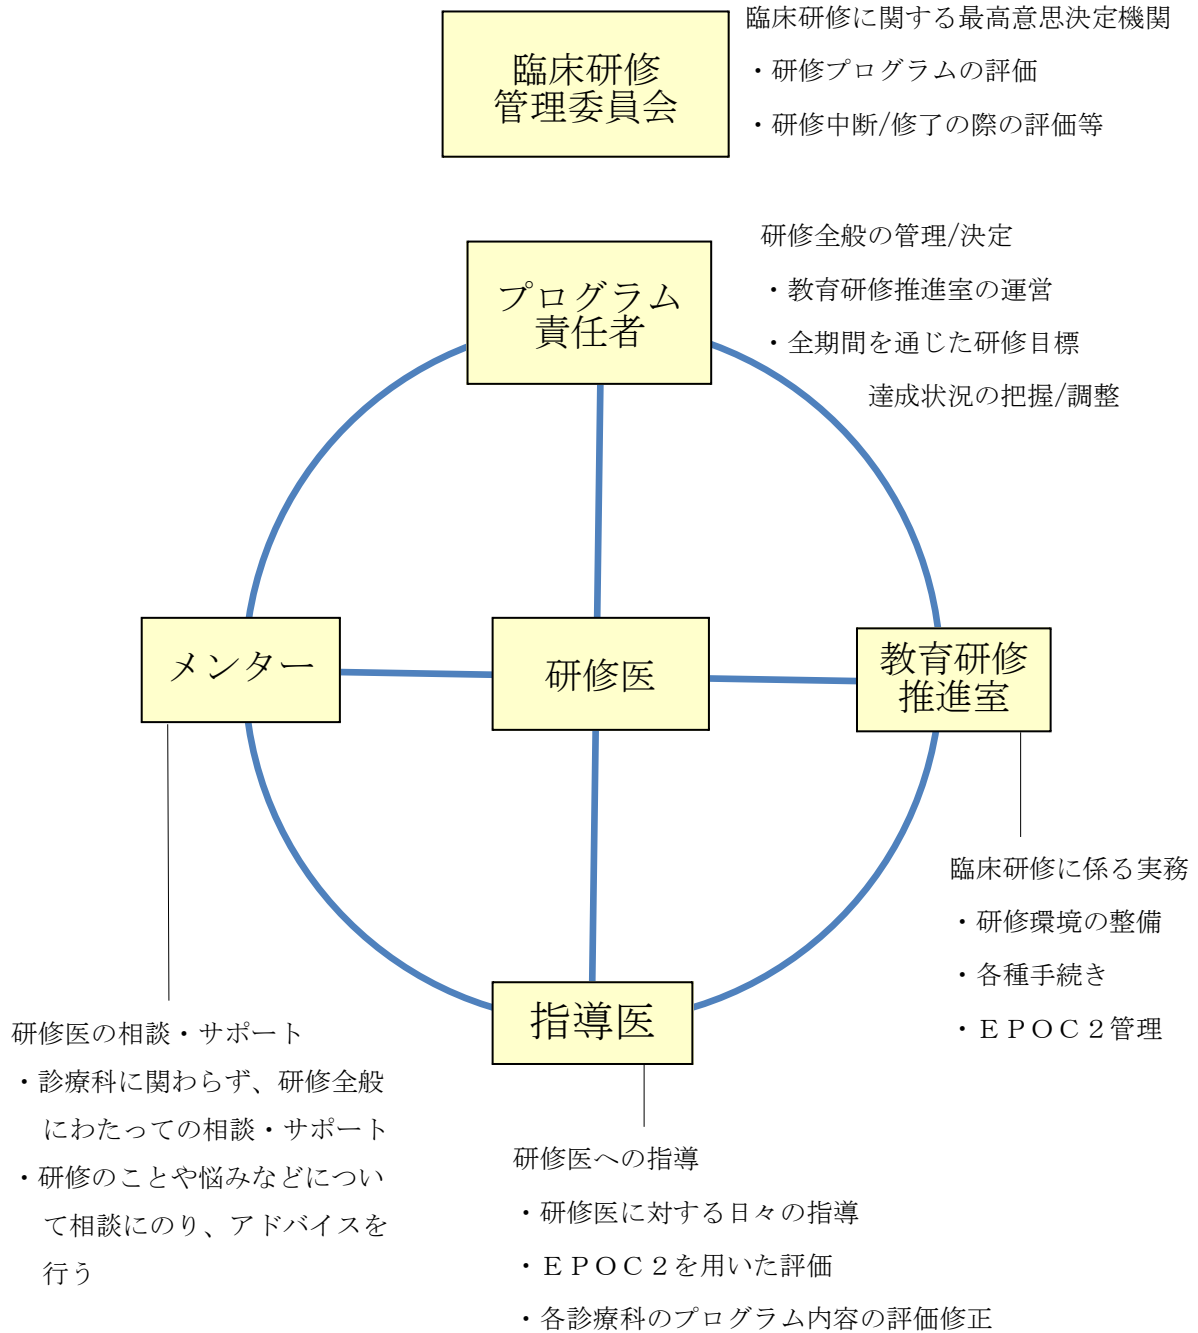 臨床研修
管理委員会
臨床研修に関する最高意思決定機関
・研修プログラムの評価
・研修中断/修了の際の評価等
プログラム
責任者
研修全般の管理/決定
・教育研修推進室の運営
・全期間を通じた研修目標
達成状況の把握/調整
メンター
研修医
教育研修
推進室
臨床研修に係る実務
・研修環境の整備
・各種手続き
・ＥＰＯＣ２管理
指導医
研修医の相談・サポート
・診療科に関わらず、研修全般
にわたっての相談・サポート
・研修のことや悩みなどについ
て相談にのり、アドバイスを
行う
研修医への指導
・研修医に対する日々の指導
・ＥＰＯＣ２を用いた評価
・各診療科のプログラム内容の評価修正